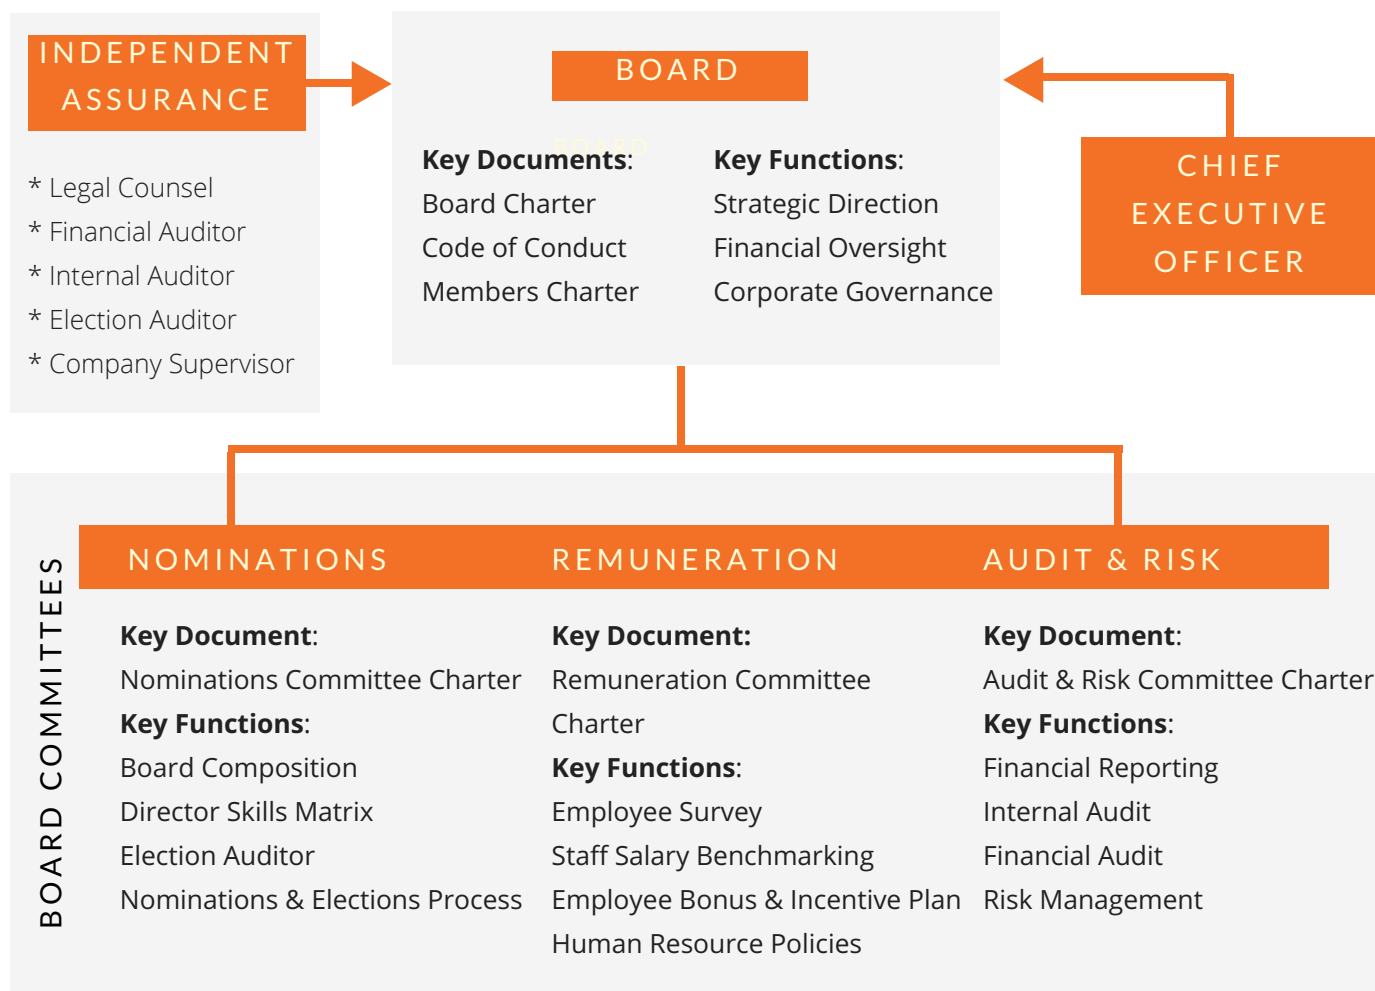 INDEPENDENT
ASSURANCE
* Legal Counsel
* Financial Auditor
* Internal Auditor
* Election Auditor
* Company Supervisor
BOARD
BOARD
Key Documents:
Board Charter
Code of Conduct
Members Charter
Key Functions:
Strategic Direction
Financial Oversight
Corporate Governance
CHIEF
EXECUTIVE
OFFICER
BOARD COMMITTEES
NOMINATIONS
Key Document:
Nominations Committee Charter
Key Functions:
Board Composition
Director Skills Matrix
Election Auditor
Nominations & Elections Process
REMUNERATION
Key Document:
Remuneration Committee
Charter
Key Functions:
Employee Survey
Staff Salary Benchmarking
Employee Bonus & Incentive Plan
Human Resource Policies
AUDIT & RISK
Key Document:
Audit & Risk Committee Charter
Key Functions:
Financial Reporting
Internal Audit
Financial Audit
Risk Management